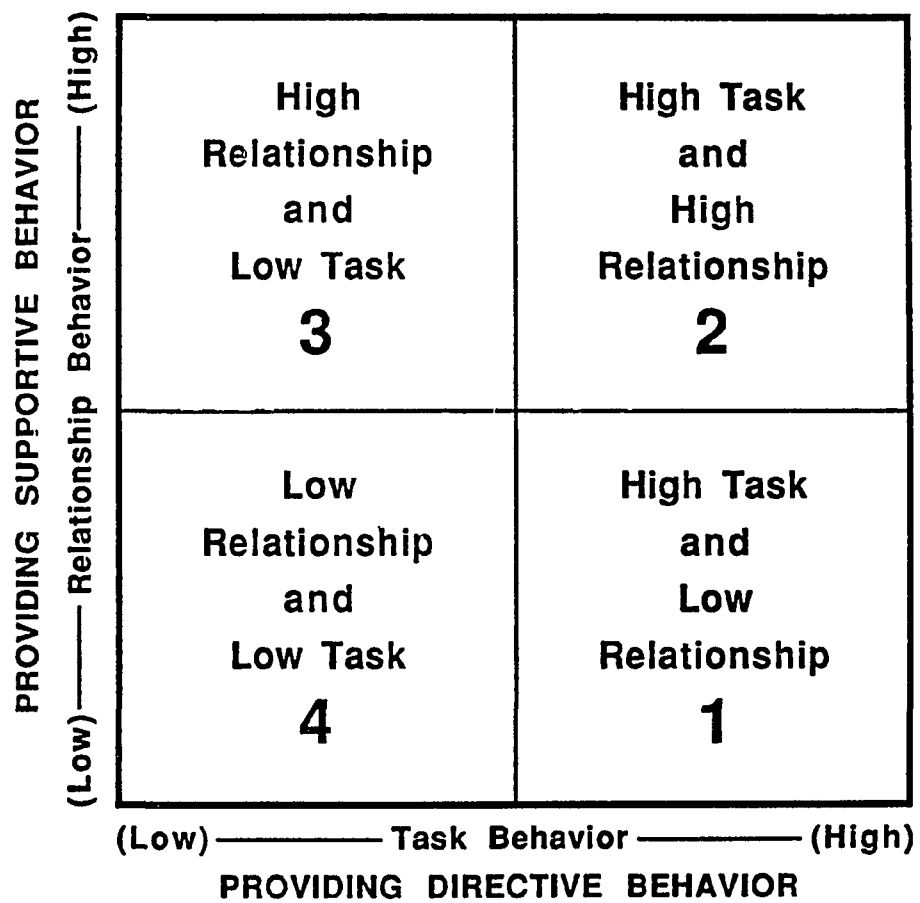 PROVIDING SUPPORTIVE BEHAVIOR
(Low) Relationship Behavior (High)
High
Relationship
and
Low Task
3
High Task
and
High
Relationship
2
Low
Relationship
and
Low Task
4
High Task
and
Low
Relationship
1
(Low) Task Behavior (High)
PROVIDING DIRECTIVE BEHAVIOR